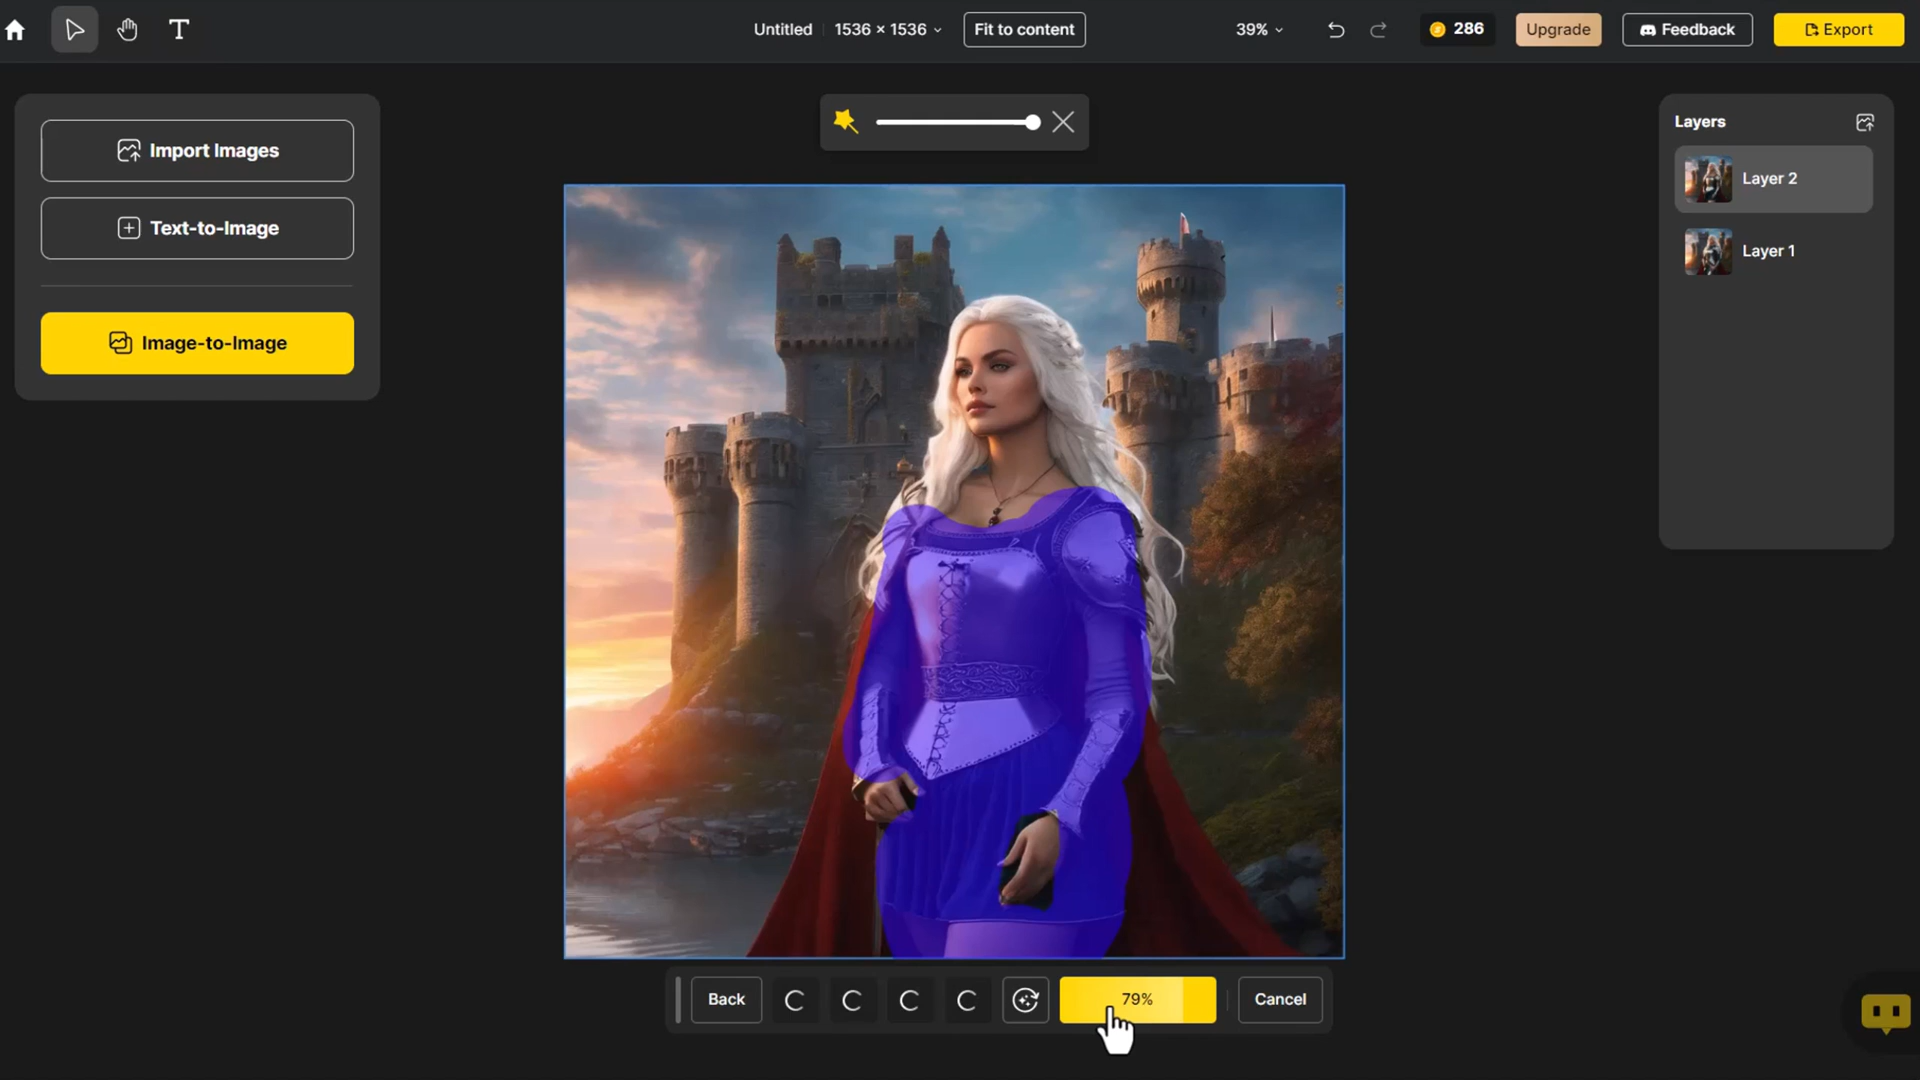 Untitled 1536 × 1536 Fit to content 39% 286 Upgrade Feedback Export
Import Images
Text-to-Image
Image-to-Image
Layers
Layer 2
Layer 1
Back 79% Cancel